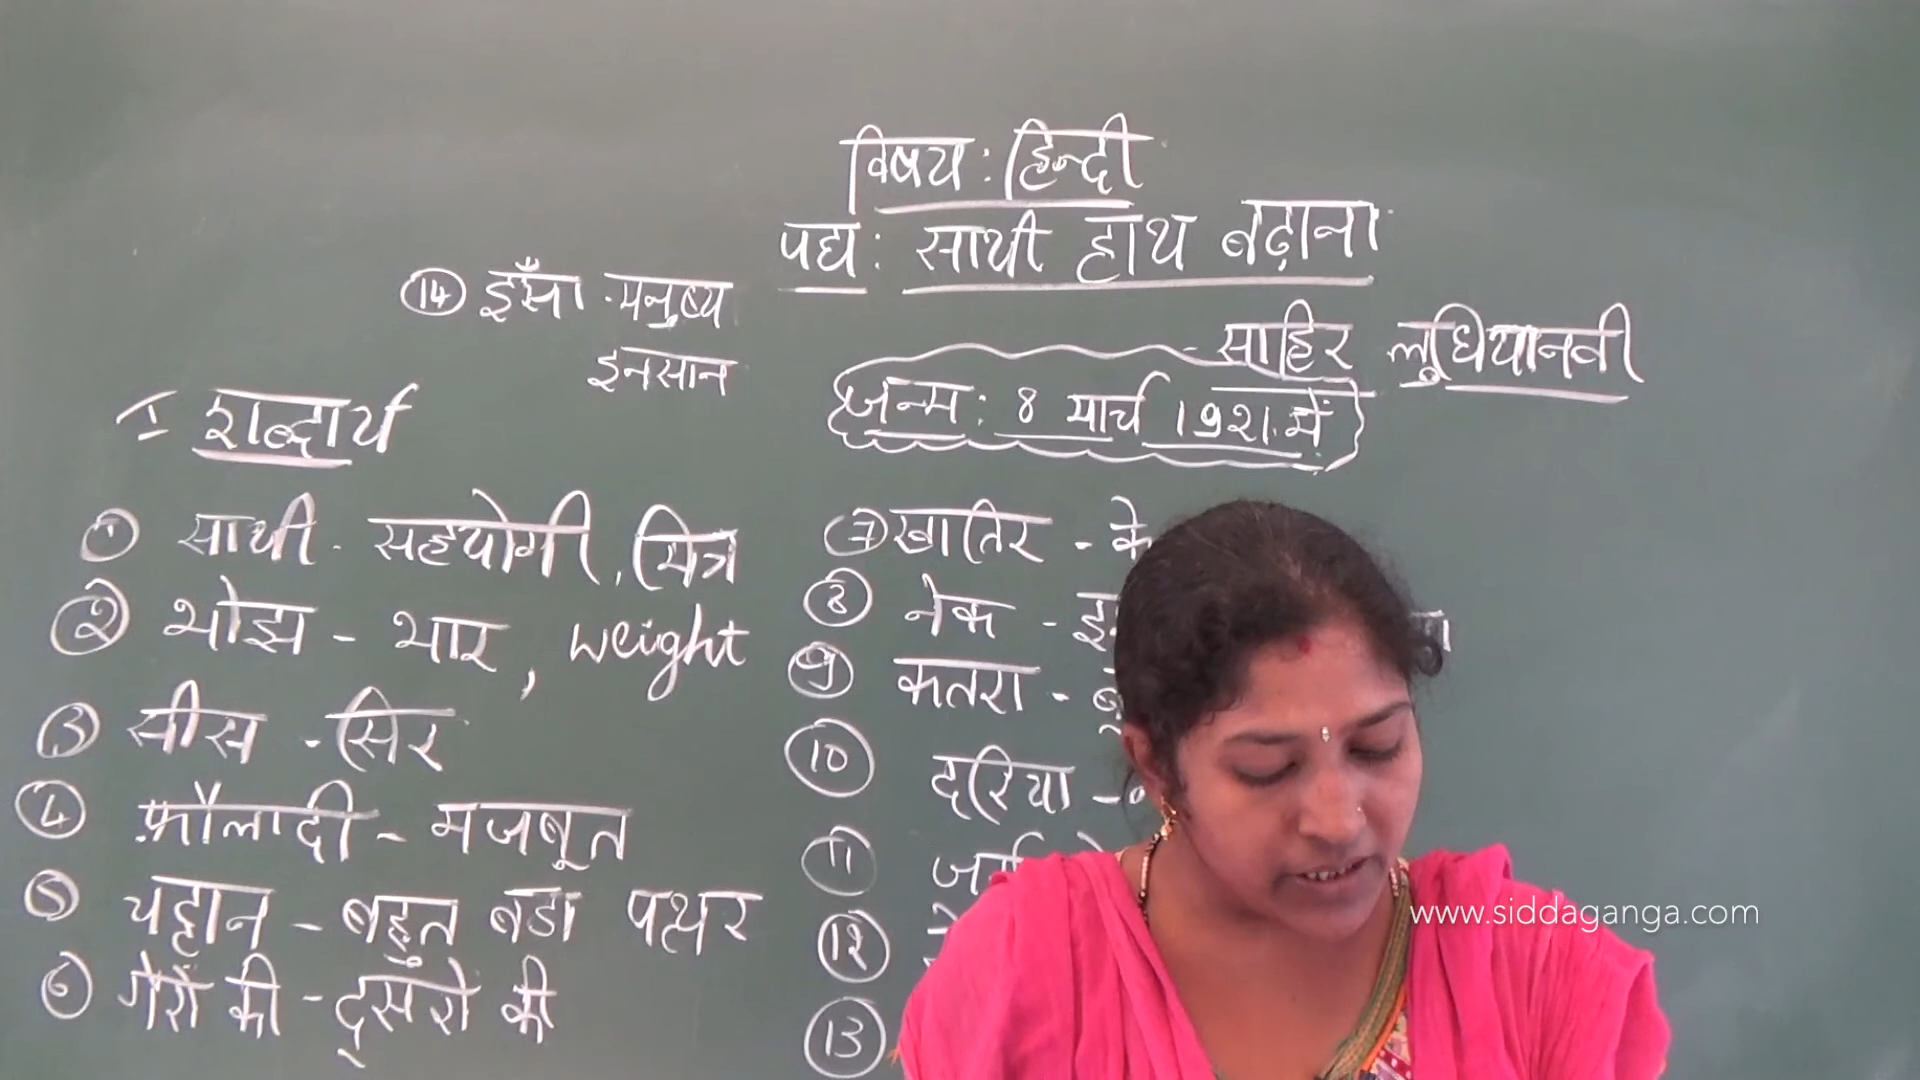 विषय: हिन्दी
पद्य: साथी हाथ बढ़ाना
- साहिर लुधियानवी
जन्म: 8 मार्च 1921 में
14 इंसाँ - मनुष्य
इनसान
I शब्दार्थ
1 साथी - सहयोगी, मित्र
2 भोझ - भार, weight
3 सीस - सिर
4 फ़ौलादी - मजबूत
5 चट्टान - बहुत बडा पत्थर
6 गैरों की - दूसरो की
7 खातिर - के
8 नेक -
9 कतरा -
10 दरिया -
11
12
13
www.siddaganga.com